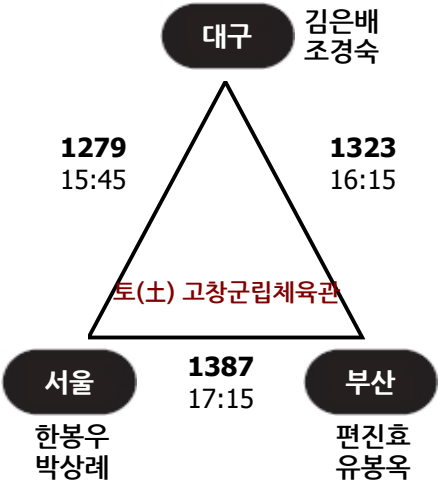 대구
김은배
조경숙
1279
15:45
1323
16:15
토(土) 고창군립체육관
서울
1387
17:15
부산
한봉우
박상례
편진효
유봉옥